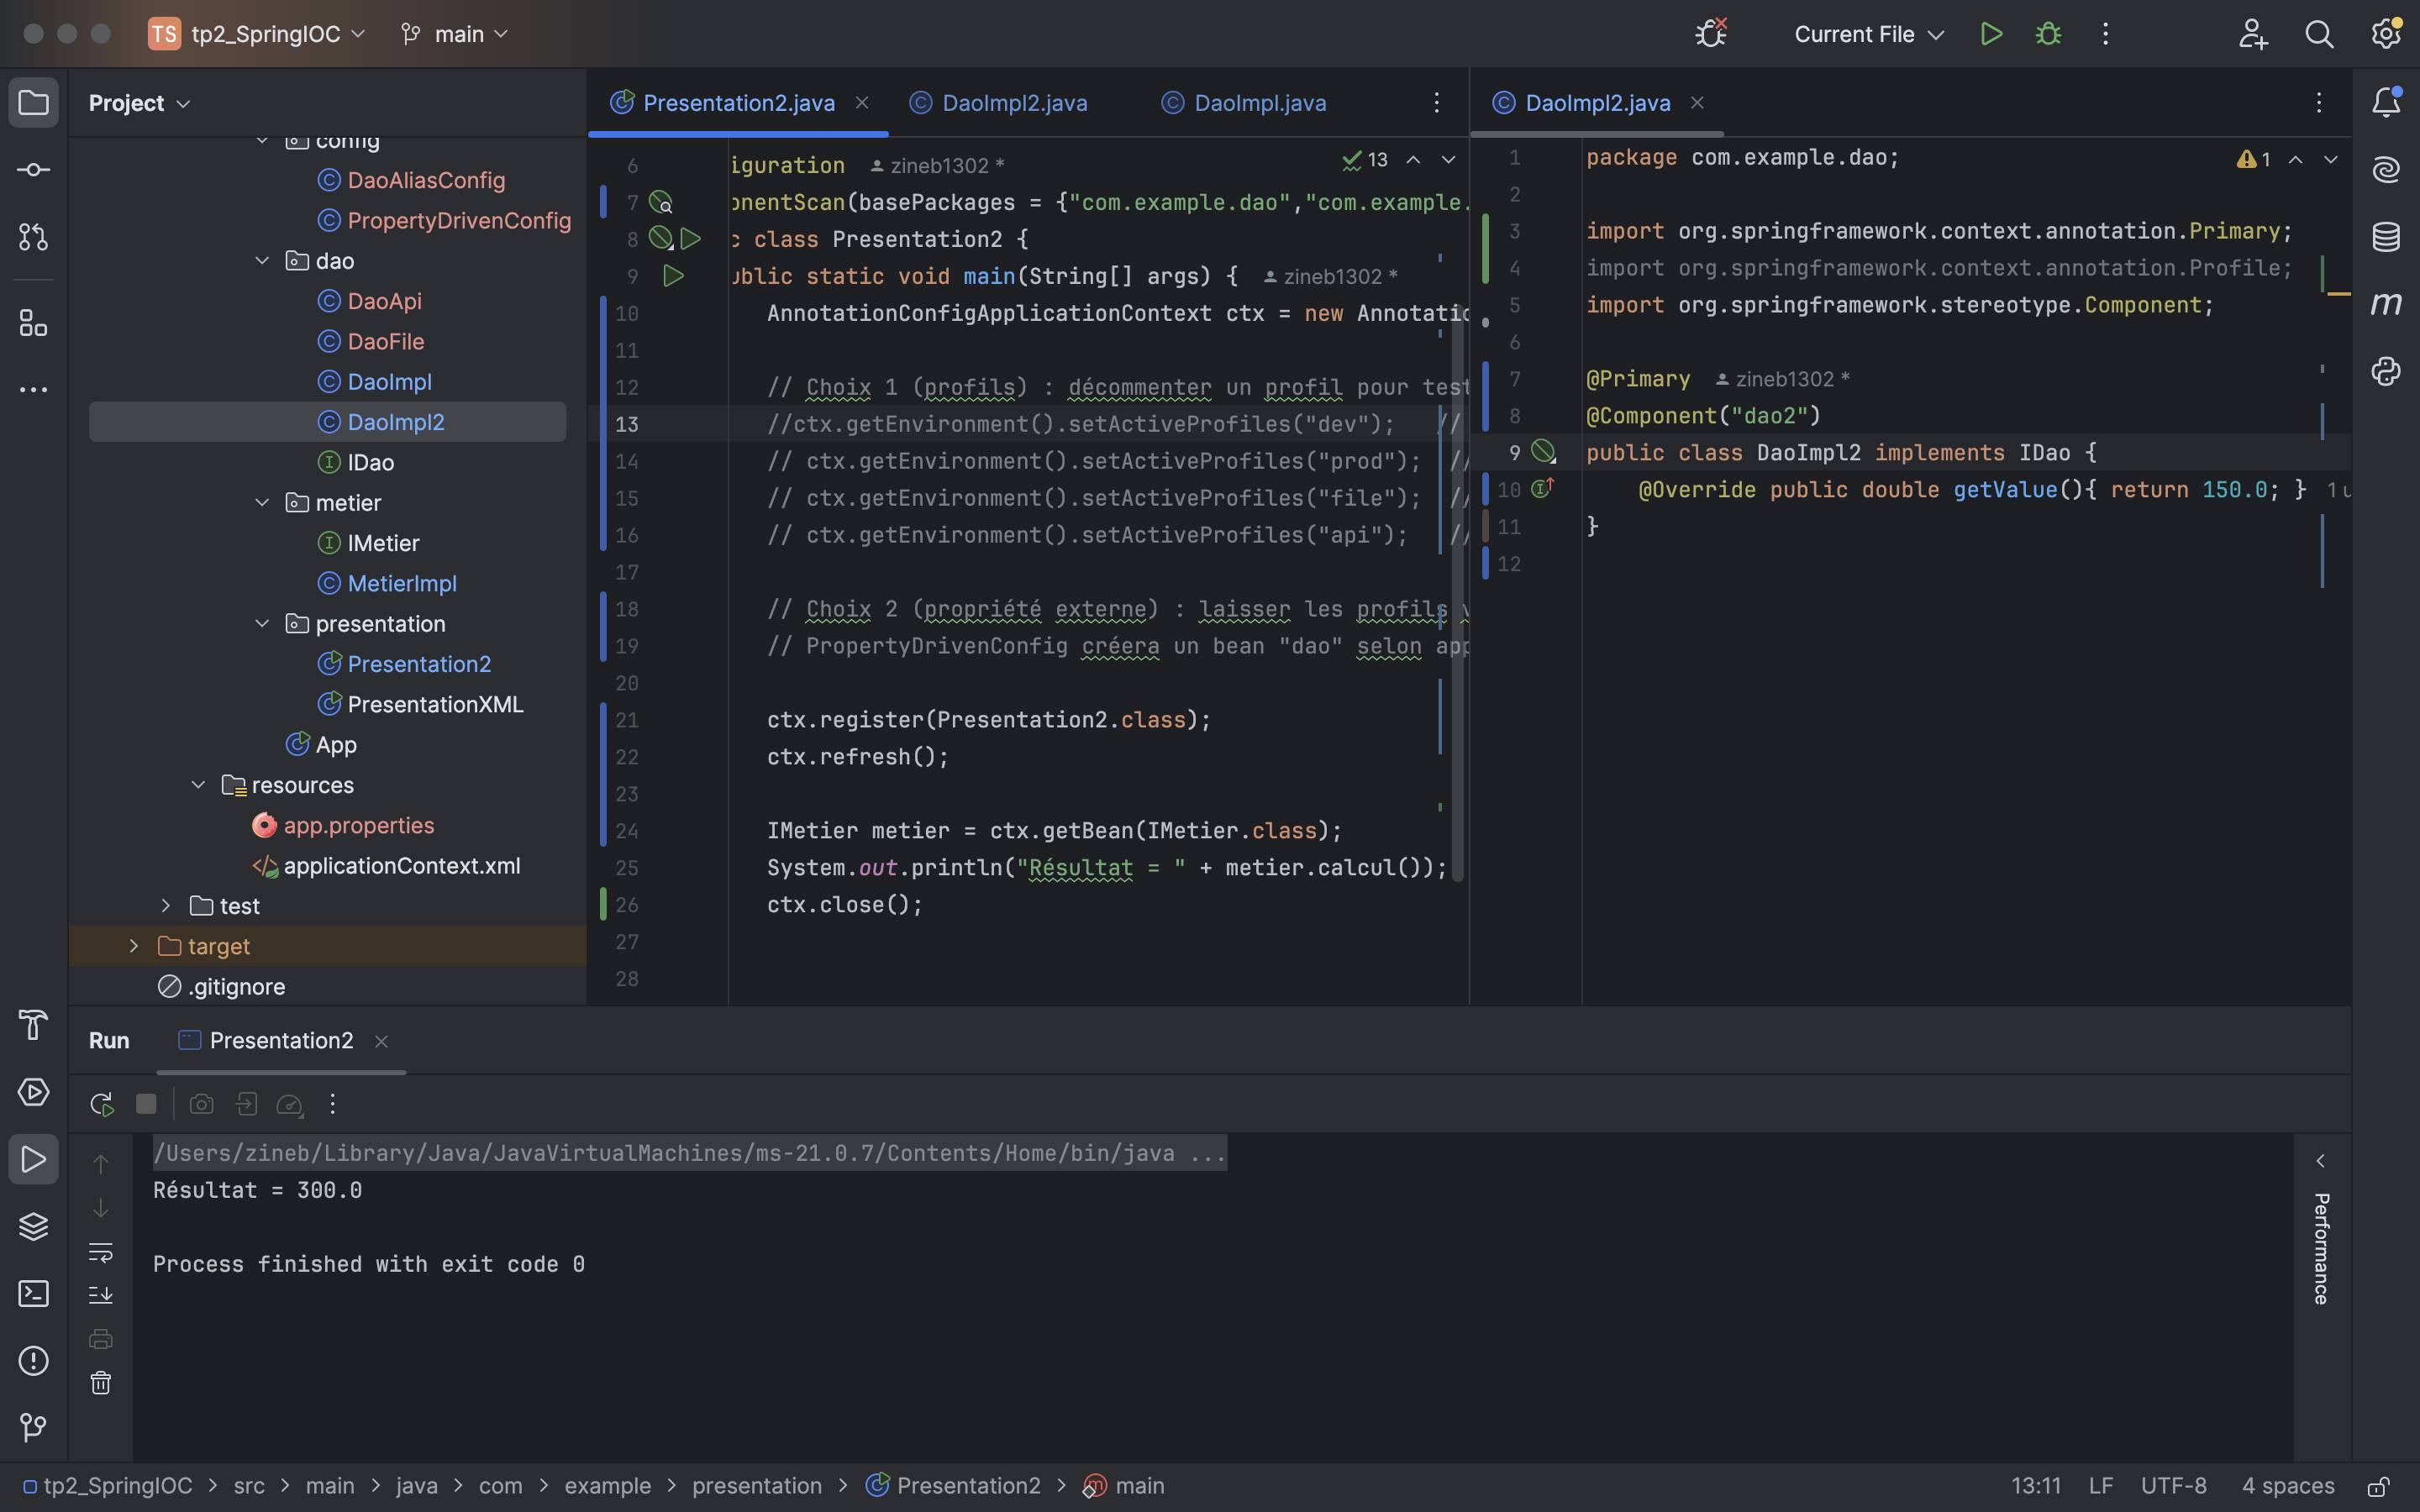 TS tp2_SpringIOC main Current File
Project
config
DaoAliasConfig
PropertyDrivenConfig
dao
DaoApi
DaoFile
DaoImpl
DaoImpl2
IDao
metier
IMetier
MetierImpl
presentation
Presentation2
PresentationXML
App
resources
app.properties
applicationContext.xml
test
target
.gitignore
Presentation2.java DaoImpl2.java DaoImpl.java
13
6 iguration zineb1302 *
7 onentScan(basePackages = {"com.example.dao","com.example.
8 c class Presentation2 {
9 ublic static void main(String[] args) { zineb1302 *
10 AnnotationConfigApplicationContext ctx = new Annotatio
11
12 // Choix 1 (profils) : décommenter un profil pour test
13 //ctx.getEnvironment().setActiveProfiles("dev"); //
14 // ctx.getEnvironment().setActiveProfiles("prod"); //
15 // ctx.getEnvironment().setActiveProfiles("file"); //
16 // ctx.getEnvironment().setActiveProfiles("api"); //
17
18 // Choix 2 (propriété externe) : laisser les profils v
19 // PropertyDrivenConfig créera un bean "dao" selon app
20
21 ctx.register(Presentation2.class);
22 ctx.refresh();
23
24 IMetier metier = ctx.getBean(IMetier.class);
25 System.out.println("Résultat = " + metier.calcul());
26 ctx.close();
27
28
DaoImpl2.java
1
1 package com.example.dao;
2
3 import org.springframework.context.annotation.Primary;
4 import org.springframework.context.annotation.Profile;
5 import org.springframework.stereotype.Component;
6
7 @Primary zineb1302 *
8 @Component("dao2")
9 public class DaoImpl2 implements IDao {
10 @Override public double getValue(){ return 150.0; } 1 u
11 }
12
Run Presentation2
/Users/zineb/Library/Java/JavaVirtualMachines/ms-21.0.7/Contents/Home/bin/java ...
Résultat = 300.0
Process finished with exit code 0
Performance
tp2_SpringIOC > src > main > java > com > example > presentation > Presentation2 > main 13:11 LF UTF-8 4 spaces